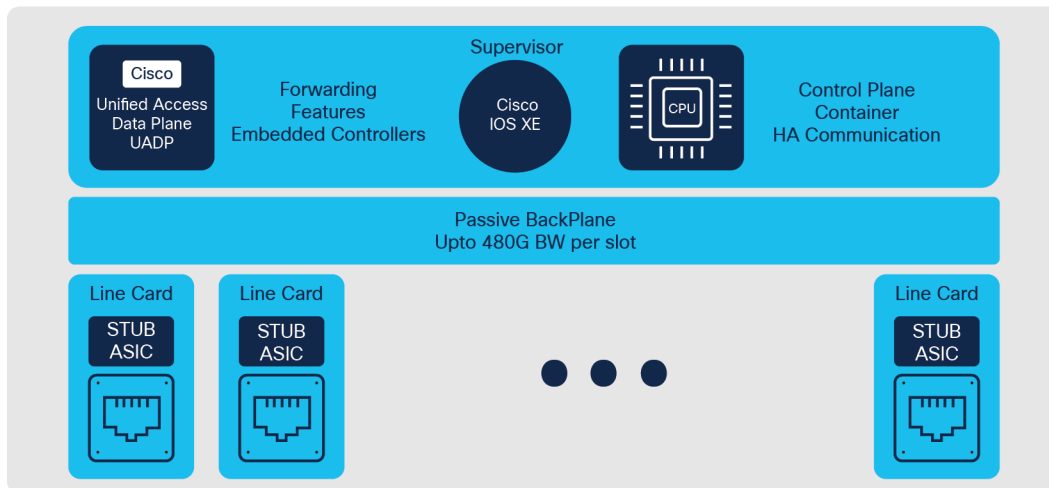 Supervisor
Cisco
Unified Access
Data Plane
UADP
Forwarding
Features
Embedded Controllers
Cisco
IOS XE
CPU
Control Plane
Container
HA Communication
Passive BackPlane
Upto 480G BW per slot
Line Card
STUB
ASIC
Line Card
STUB
ASIC
Line Card
STUB
ASIC